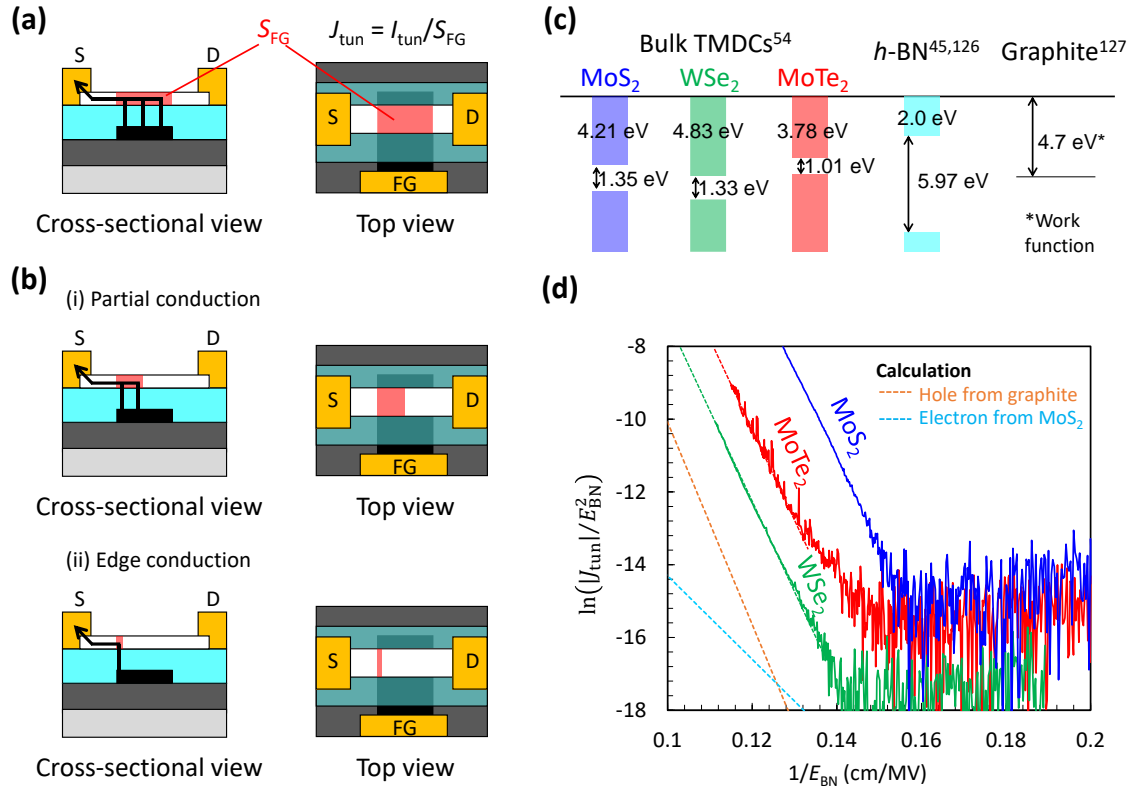 (a)
S_FG
J_tun = I_tun/S_FG
S
D
S
D
FG
Cross-sectional view
Top view
(b)
(i) Partial conduction
S
D
S
D
FG
Cross-sectional view
Top view
(ii) Edge conduction
S
D
S
D
FG
Cross-sectional view
Top view
(c)
Bulk TMDCs⁵⁴
h-BN⁴⁵,¹²⁶
Graphite¹²⁷
MoS₂
WSe₂
MoTe₂
4.21 eV
4.83 eV
3.78 eV
2.0 eV
4.7 eV*
1.35 eV
1.33 eV
1.01 eV
5.97 eV
*Work
function
(d)
Calculation
Hole from graphite
Electron from MoS₂
MoS₂
MoTe₂
WSe₂
ln(|J_tun|/E²_BN)
-8
-10
-12
-14
-16
-18
0.1
0.12
0.14
0.16
0.18
0.2
1/E_BN (cm/MV)